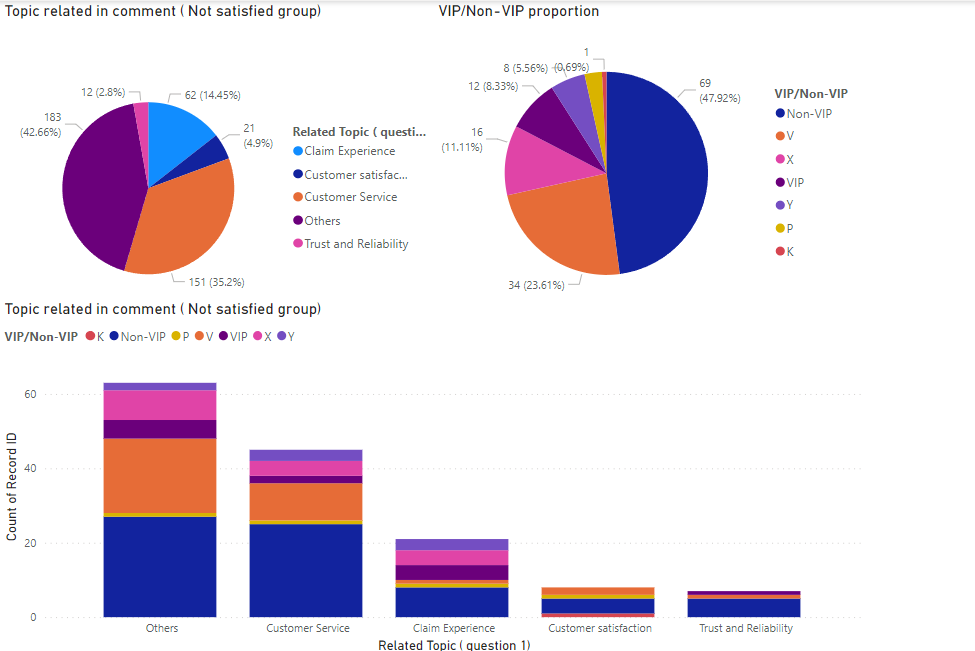 Topic related in comment ( Not satisfied group)
12 (2.8%)
62 (14.45%)
183
(42.66%)
21
(4.9%)
151 (35.2%)
Related Topic ( questi...
Claim Experience
Customer satisfac...
Customer Service
Others
Trust and Reliability
VIP/Non-VIP proportion
1
(0.69%)
8 (5.56%)
12 (8.33%)
16
(11.11%)
69
(47.92%)
34 (23.61%)
VIP/Non-VIP
Non-VIP
V
X
VIP
Y
P
K
Topic related in comment ( Not satisfied group)
VIP/Non-VIP K Non-VIP P V VIP X Y
Count of Record ID
60
40
20
0
Others Customer Service Claim Experience Customer satisfaction Trust and Reliability
Related Topic ( question 1)